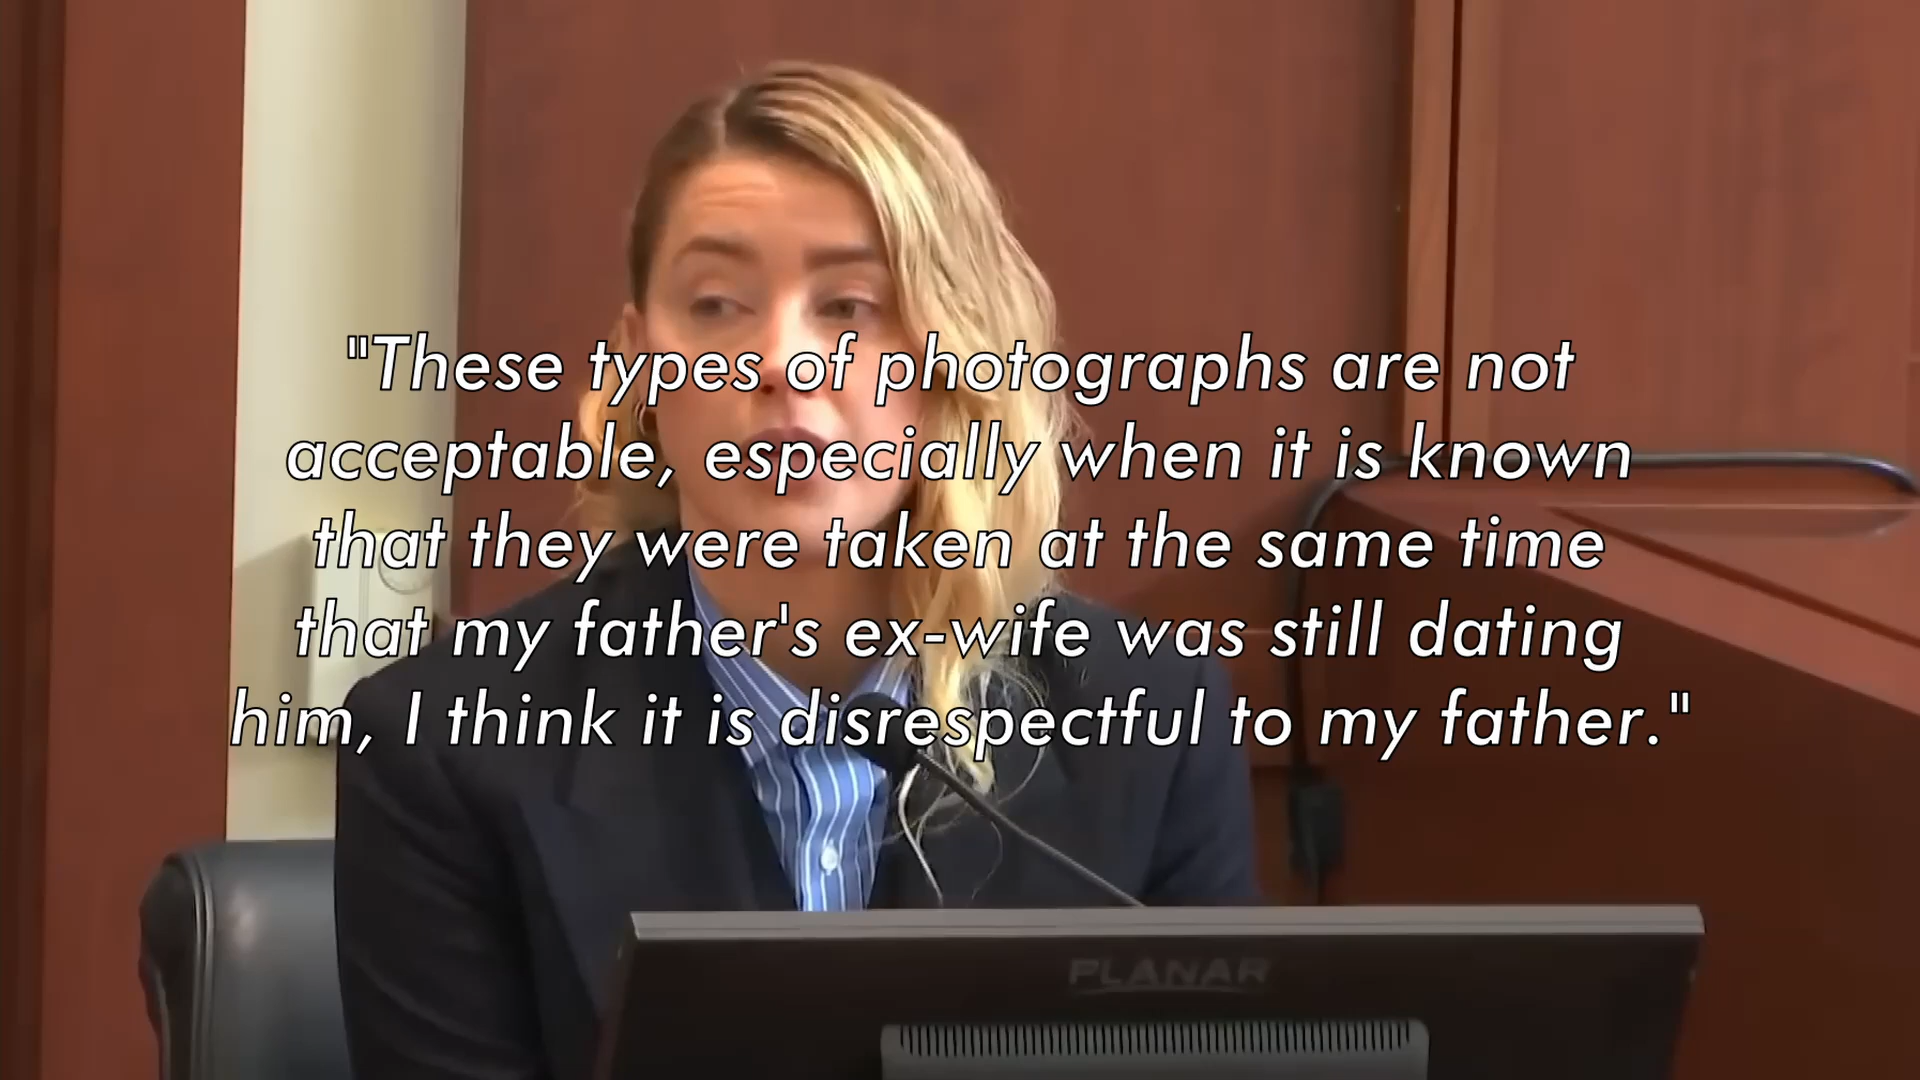 "These types of photographs are not
acceptable, especially when it is known
that they were taken at the same time
that my father's ex-wife was still dating
him, I think it is disrespectful to my father."
PLANAR